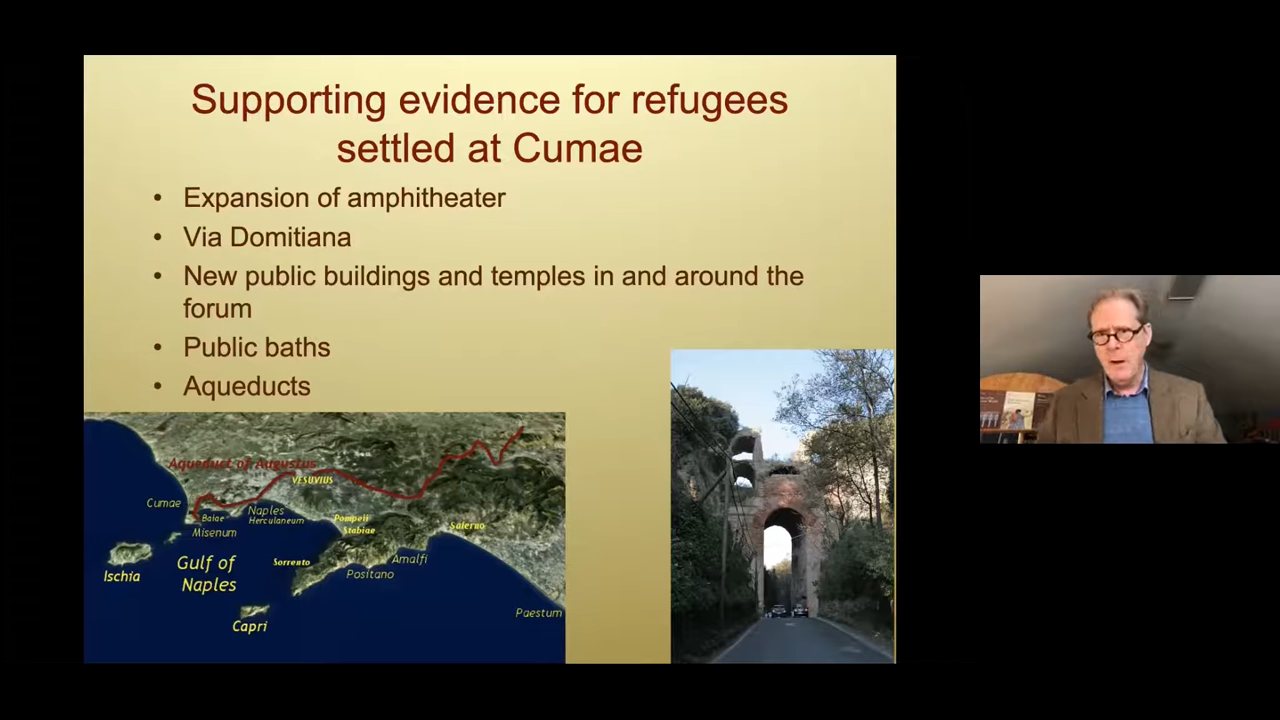 Supporting evidence for refugees
settled at Cumae
• Expansion of amphitheater
• Via Domitiana
• New public buildings and temples in and around the
forum
• Public baths
• Aqueducts
Aqueduct of Augustus
VESUVIUS
Cumae
Baiae
Naples
Herculaneum
Misenum
Pompeii
Stabiae
Salerno
Gulf of
Naples
Ischia
Sorrento
Amalfi
Positano
Capri
Paestum